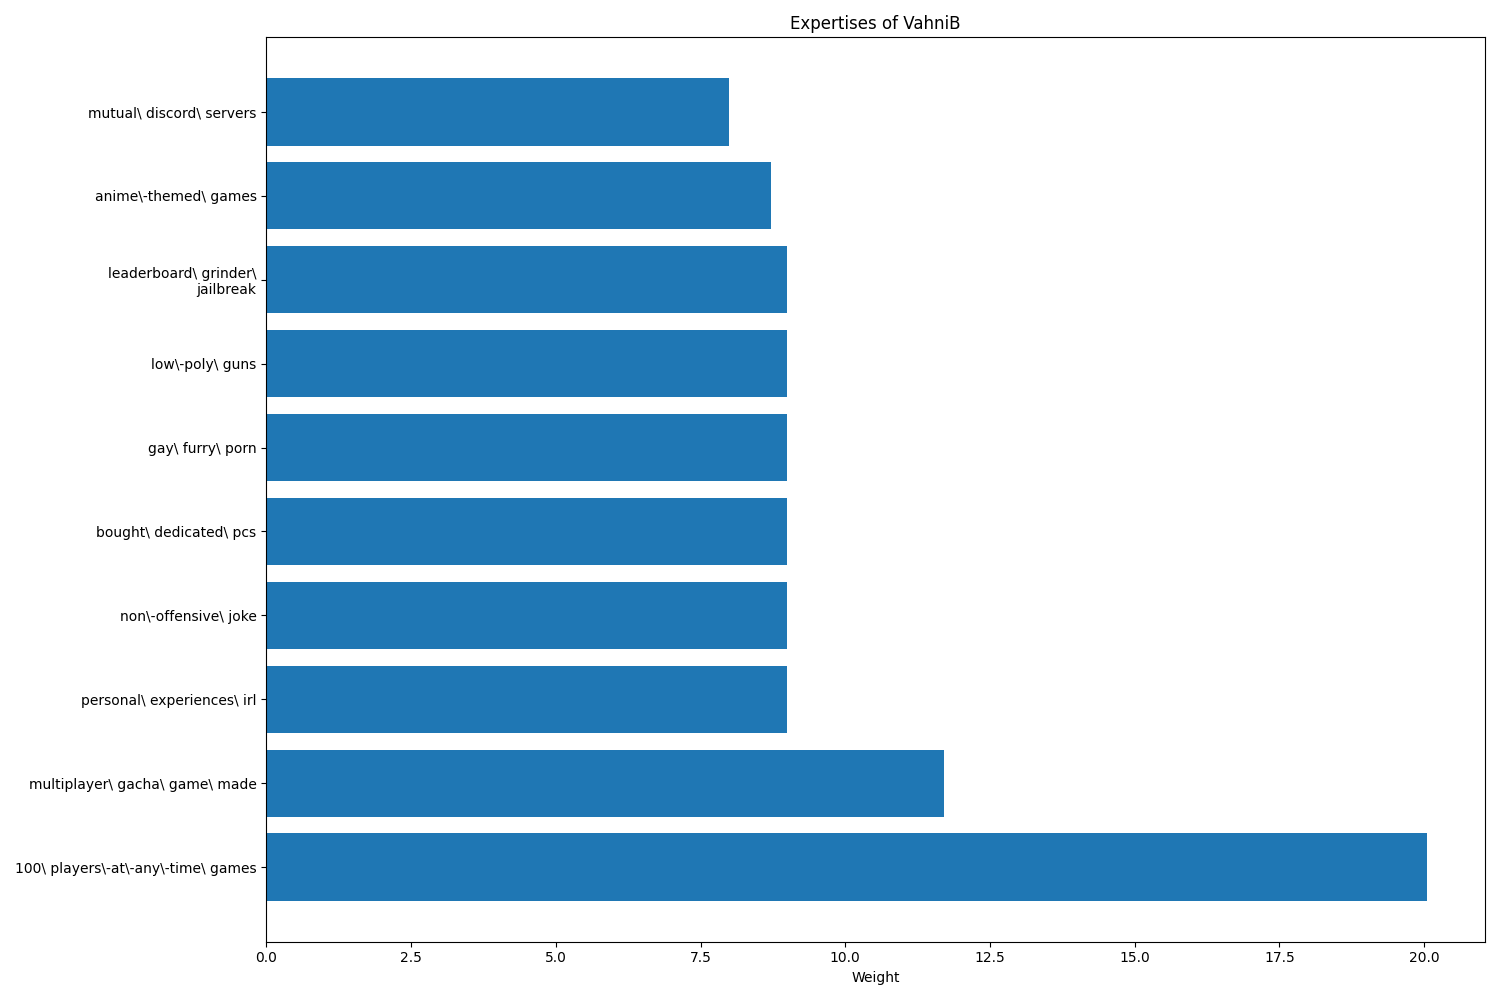 Expertises of VahniB
mutual\ discord\ servers
anime\-themed\ games
leaderboard\ grinder\
jailbreak
low\-poly\ guns
gay\ furry\ porn
bought\ dedicated\ pcs
non\-offensive\ joke
personal\ experiences\ irl
multiplayer\ gacha\ game\ made
100\ players\-at\-any\-time\ games
0.0 2.5 5.0 7.5 10.0 12.5 15.0 17.5 20.0
Weight